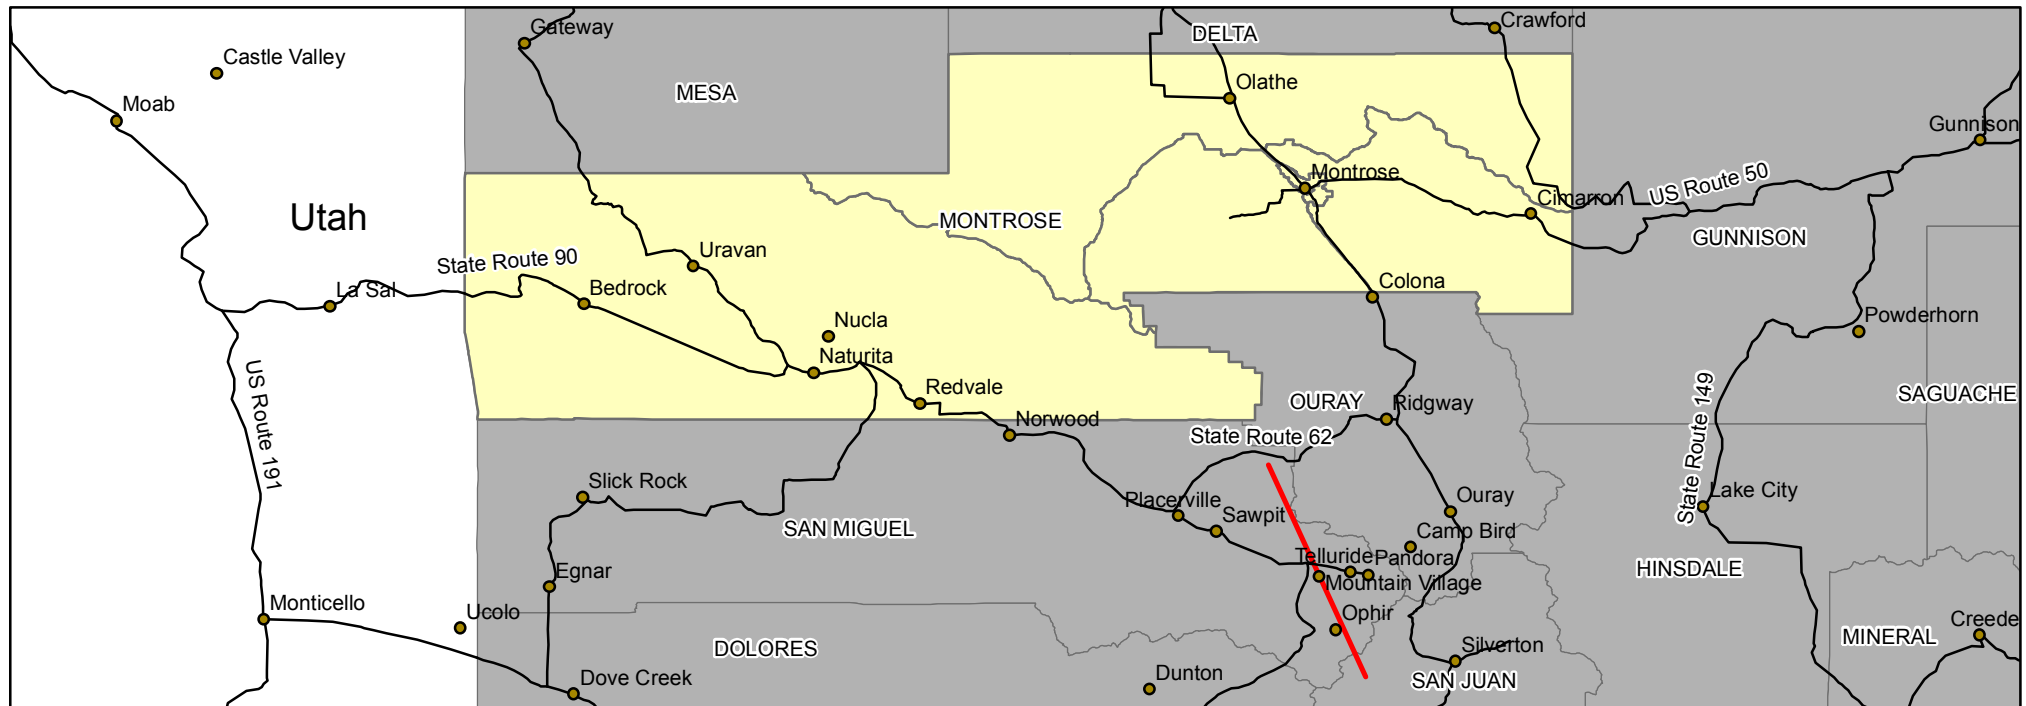 Gateway
Crawford
DELTA
Castle Valley
Olathe
MESA
Moab
Gunnison
Montrose
US Route 50
Cimarron
Utah
MONTROSE
GUNNISON
Uravan
State Route 90
La Sal
Bedrock
Colona
Nucla
Powderhorn
Naturita
US Route 191
Redvale
OURAY
Ridgway
State Route 149
SAGUACHE
Norwood
State Route 62
Slick Rock
Placerville
Sawpit
Ouray
Lake City
SAN MIGUEL
Camp Bird
Telluride
Pandora
Egnar
Mountain Village
HINSDALE
Monticello
Ucolo
Ophir
Creede
MINERAL
DOLORES
Silverton
Dove Creek
Dunton
SAN JUAN